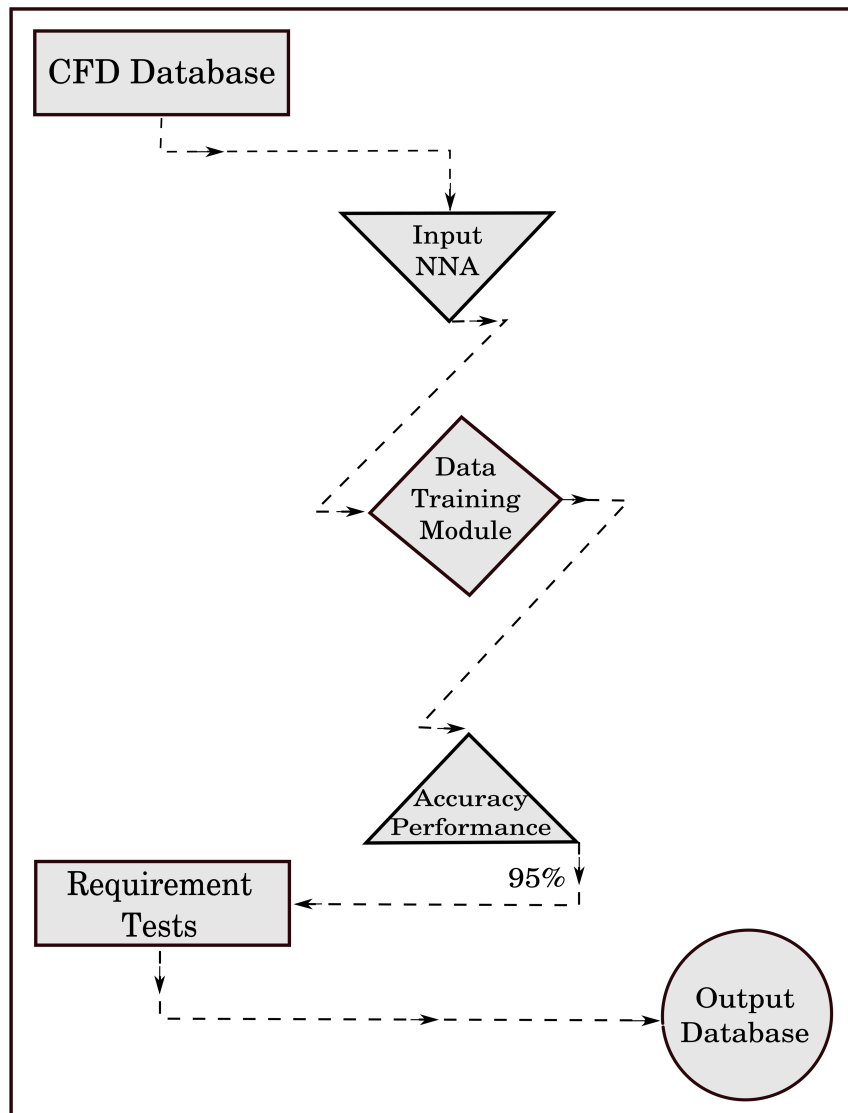 CFD Database
Input
NNA
Data
Training
Module
Accuracy
Performance
95%
Requirement
Tests
Output
Database